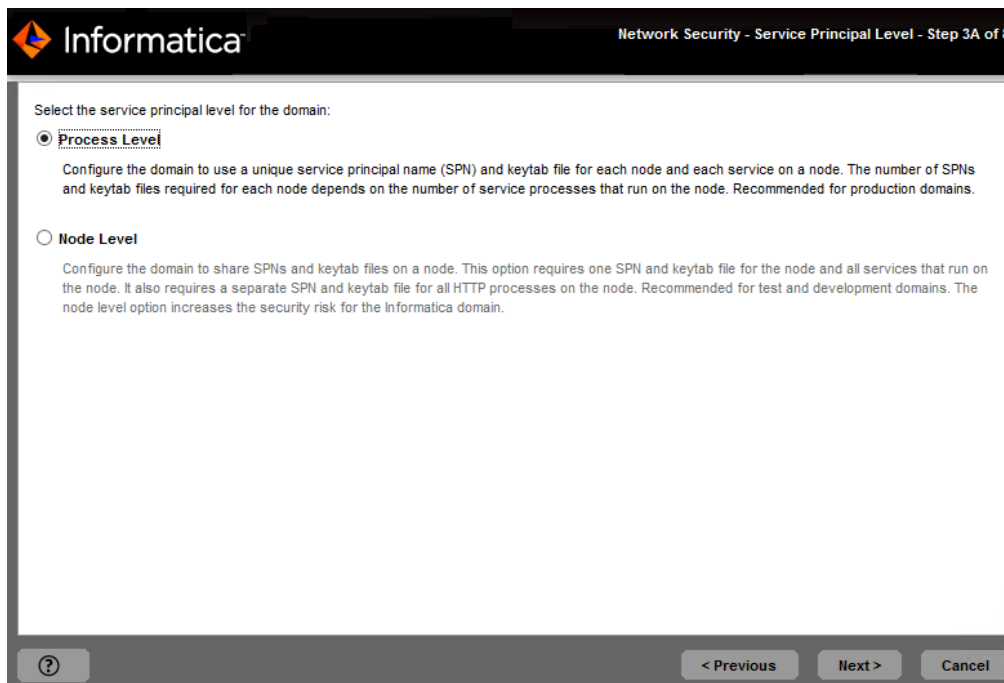 Informatica
Network Security - Service Principal Level - Step 3A of
Select the service principal level for the domain:
Process Level
Configure the domain to use a unique service principal name (SPN) and keytab file for each node and each service on a node. The number of SPNs
and keytab files required for each node depends on the number of service processes that run on the node. Recommended for production domains.
Node Level
Configure the domain to share SPNs and keytab files on a node. This option requires one SPN and keytab file for the node and all services that run on
the node. It also requires a separate SPN and keytab file for all HTTP processes on the node. Recommended for test and development domains. The
node level option increases the security risk for the Informatica domain.
?
< Previous
Next >
Cancel